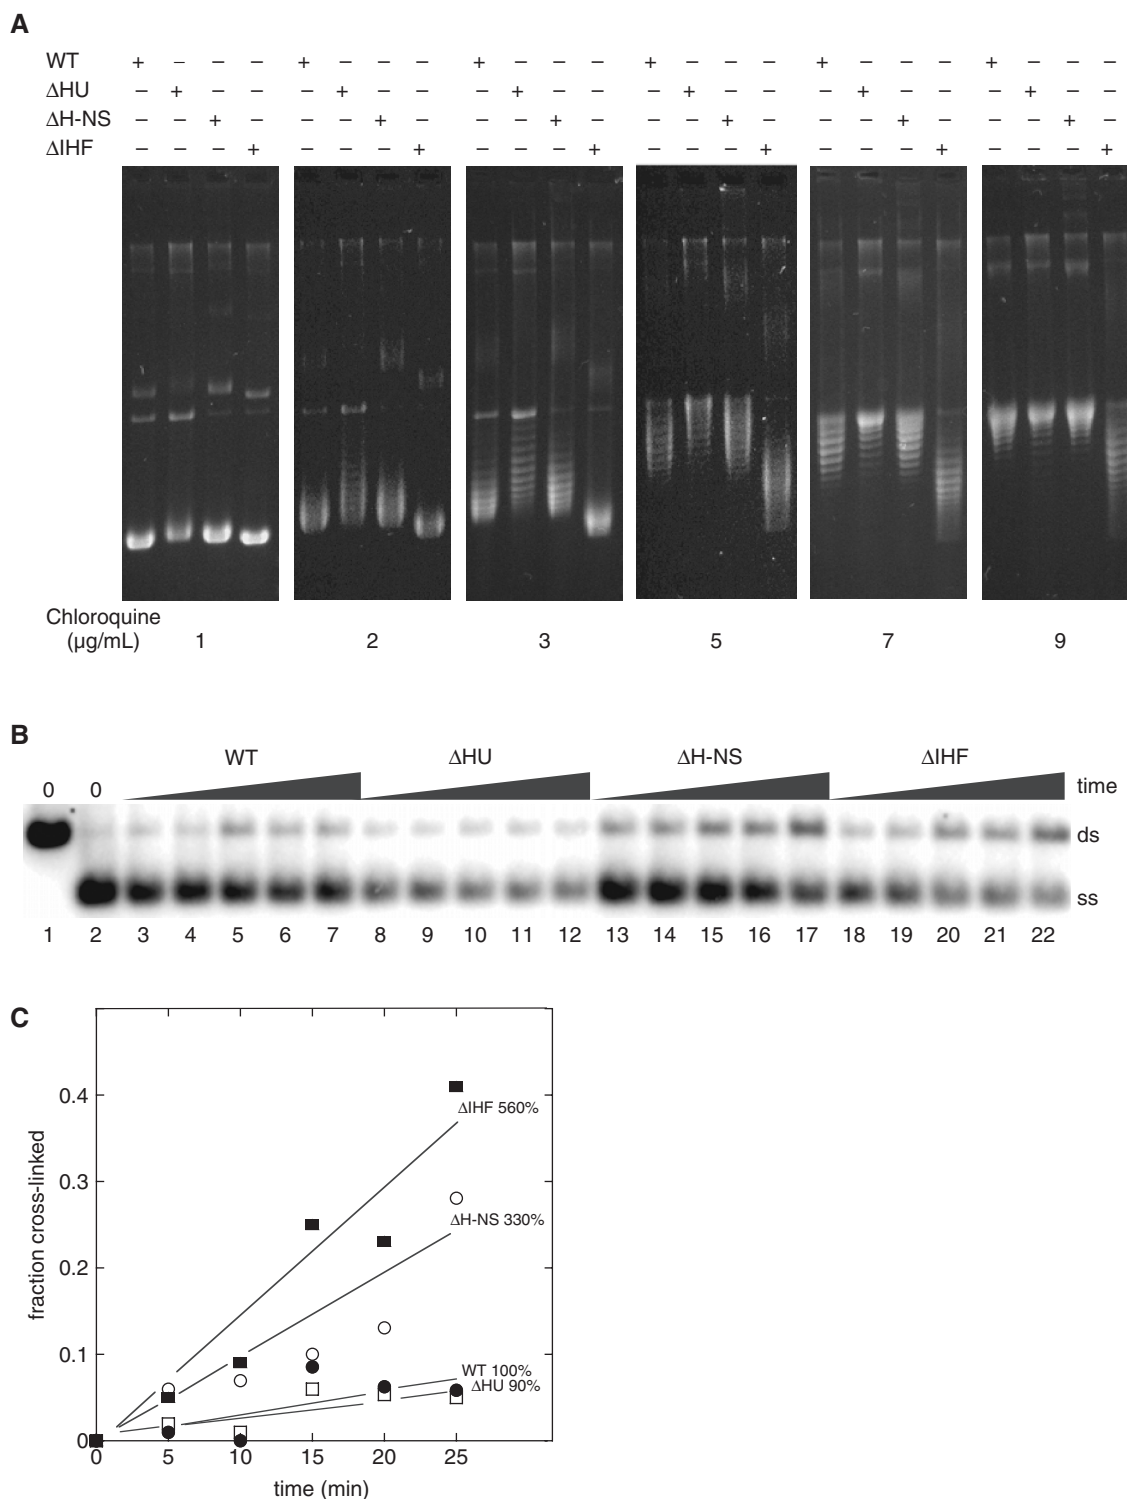 A
WT + – – – + – – – + – – – + – – – + – – – + – – –
ΔHU – + – – – + – – – + – – – + – – – + – – – + – –
ΔH-NS – – + – – – + – – – + – – – + – – – + – – – + –
ΔIHF – – – + – – – + – – – + – – – + – – – + – – – +
Chloroquine
(µg/mL) 1 2 3 5 7 9
B
WT ΔHU ΔH-NS ΔIHF
0 0 time
ds
ss
1 2 3 4 5 6 7 8 9 10 11 12 13 14 15 16 17 18 19 20 21 22
C
0.4
ΔIHF 560%
0.3
ΔH-NS 330%
0.2
0.1
WT 100%
ΔHU 90%
0
0 5 10 15 20 25
fraction cross-linked
time (min)